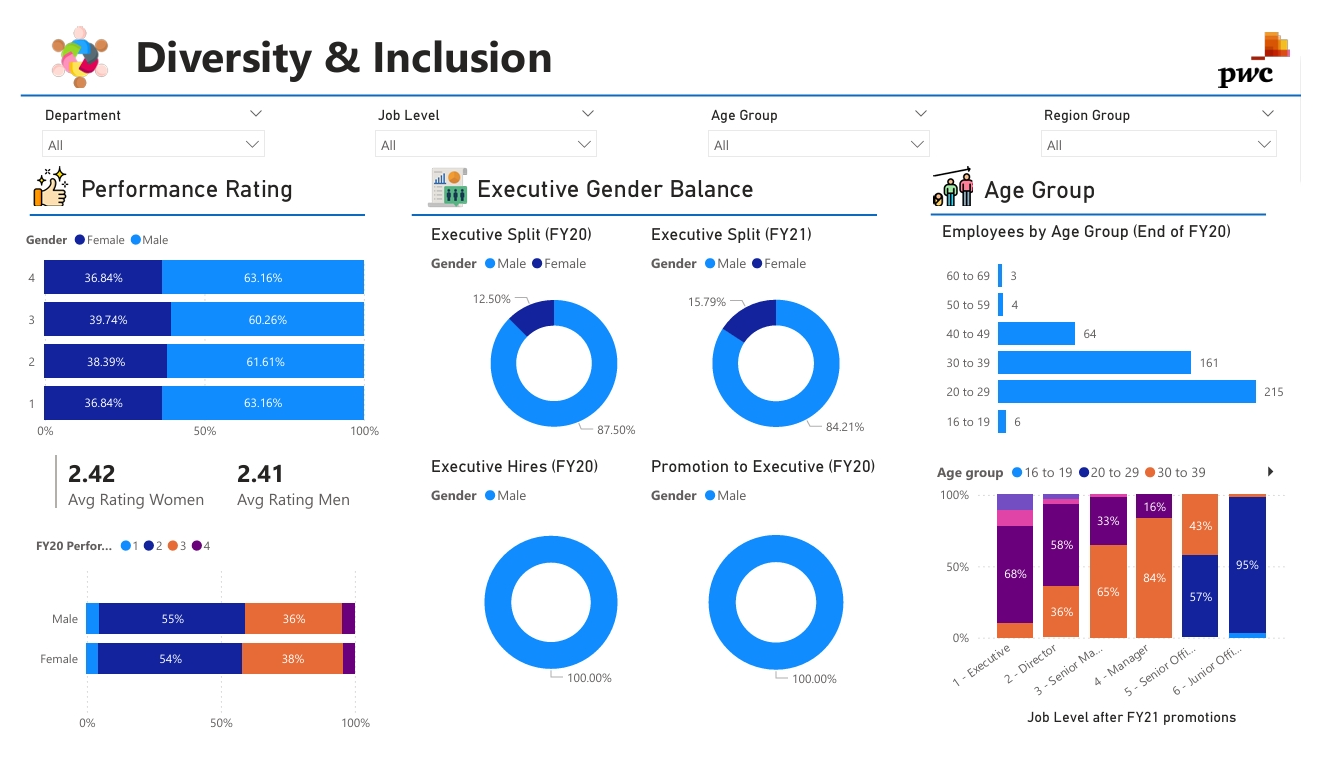 Diversity & Inclusion
pwc
Department
Job Level
Age Group
Region Group
All
All
All
All
Performance Rating
Gender Female Male
4
36.84% 63.16%
3
39.74% 60.26%
2
38.39% 61.61%
1
36.84% 63.16%
0% 50% 100%
2.42
Avg Rating Women
2.41
Avg Rating Men
FY20 Perfor... 1 2 3 4
Male 55% 36%
Female 54% 38%
0% 50% 100%
Executive Gender Balance
Executive Split (FY20)
Gender Male Female
12.50%
87.50%
Executive Split (FY21)
Gender Male Female
15.79%
84.21%
Executive Hires (FY20)
Gender Male
100.00%
Promotion to Executive (FY20)
Gender Male
100.00%
Age Group
Employees by Age Group (End of FY20)
60 to 69 3
50 to 59 4
40 to 49 64
30 to 39 161
20 to 29 215
16 to 19 6
Age group 16 to 19 20 to 29 30 to 39
100%
50%
0%
68%
58%
36%
33%
65%
16%
84%
43%
57%
95%
1 - Executive
2 - Director
3 - Senior Ma...
4 - Manager
5 - Senior Offi...
6 - Junior Offi...
Job Level after FY21 promotions